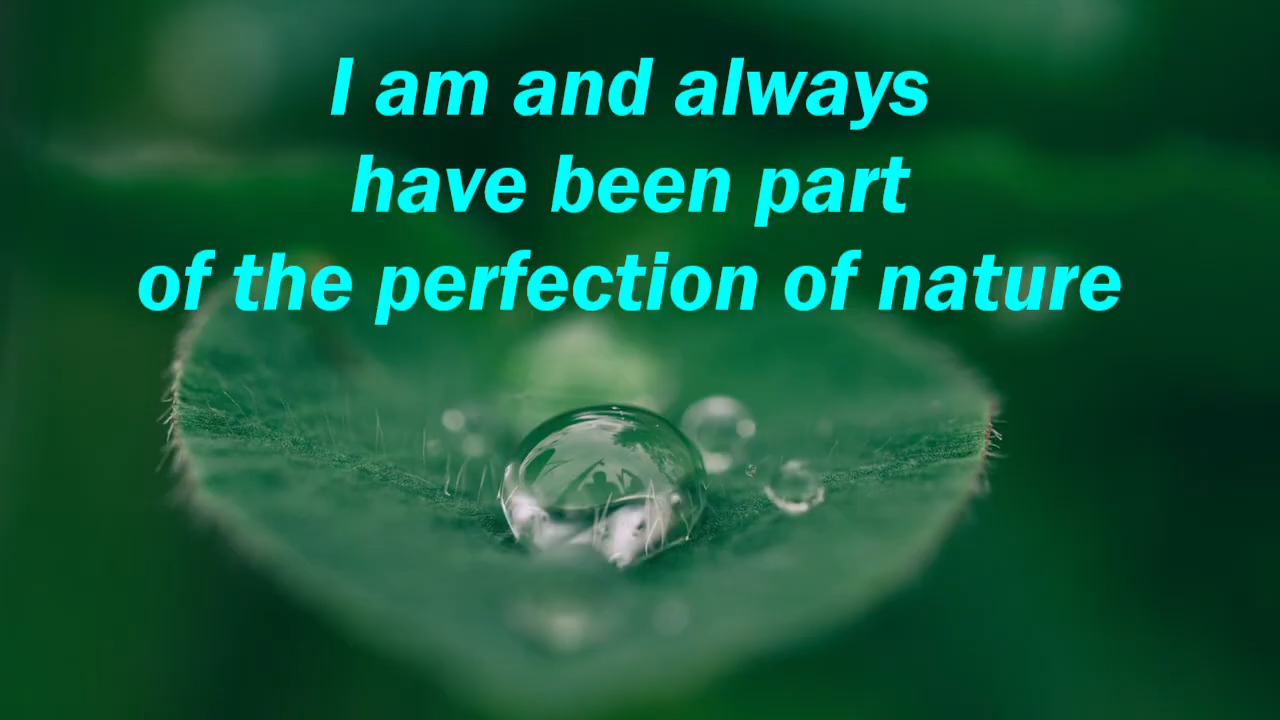 I am and always
have been part
of the perfection of nature